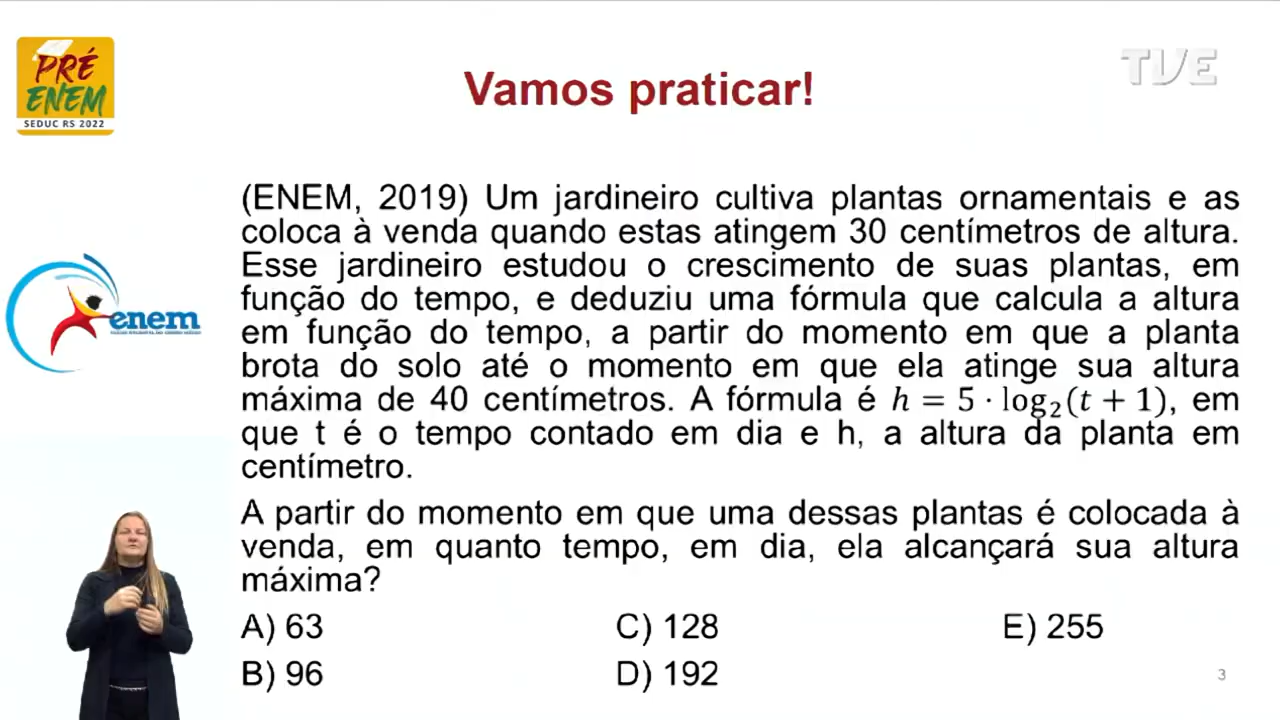 PRÉ
ENEM
SEDUC RS 2022
Vamos praticar!
TVE
(ENEM, 2019) Um jardineiro cultiva plantas ornamentais e as
coloca à venda quando estas atingem 30 centímetros de altura.
Esse jardineiro estudou o crescimento de suas plantas, em
função do tempo, e deduziu uma fórmula que calcula a altura
em função do tempo, a partir do momento em que a planta
brota do solo até o momento em que ela atinge sua altura
máxima de 40 centímetros. A fórmula é h = 5 · log₂(t + 1), em
que t é o tempo contado em dia e h, a altura da planta em
centímetro.
enem
A partir do momento em que uma dessas plantas é colocada à
venda, em quanto tempo, em dia, ela alcançará sua altura
máxima?
A) 63 C) 128 E) 255
B) 96 D) 192
3